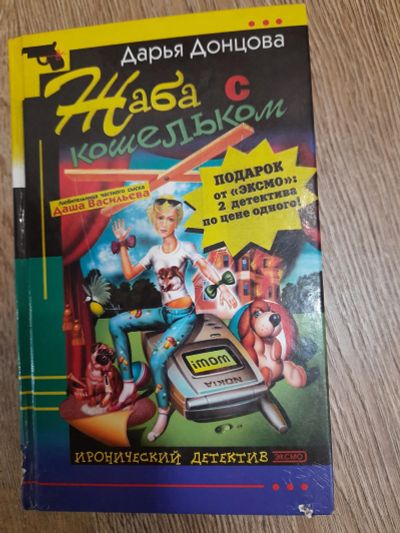 Дарья Донцова
Жаба с
кошельком
любительница частного сыска
Даша Васильева
ПОДАРОК
от «ЭКСМО»:
2 детектива
по цене одного!
imom
NOKIA
ИРОНИЧЕСКИЙ ДЕТЕКТИВ ЭКСМО